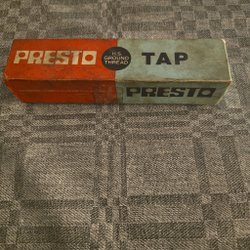 PRESTO
H.S.
GROUND
THREAD
TAP
PRESTO